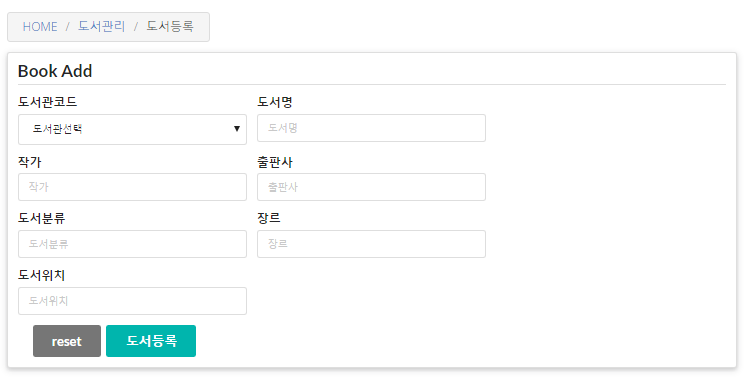 HOME / 도서관리 / 도서등록
Book Add
도서관코드 도서명
도서관선택 도서명
작가 출판사
작가 출판사
도서분류 장르
도서분류 장르
도서위치
도서위치
reset 도서등록